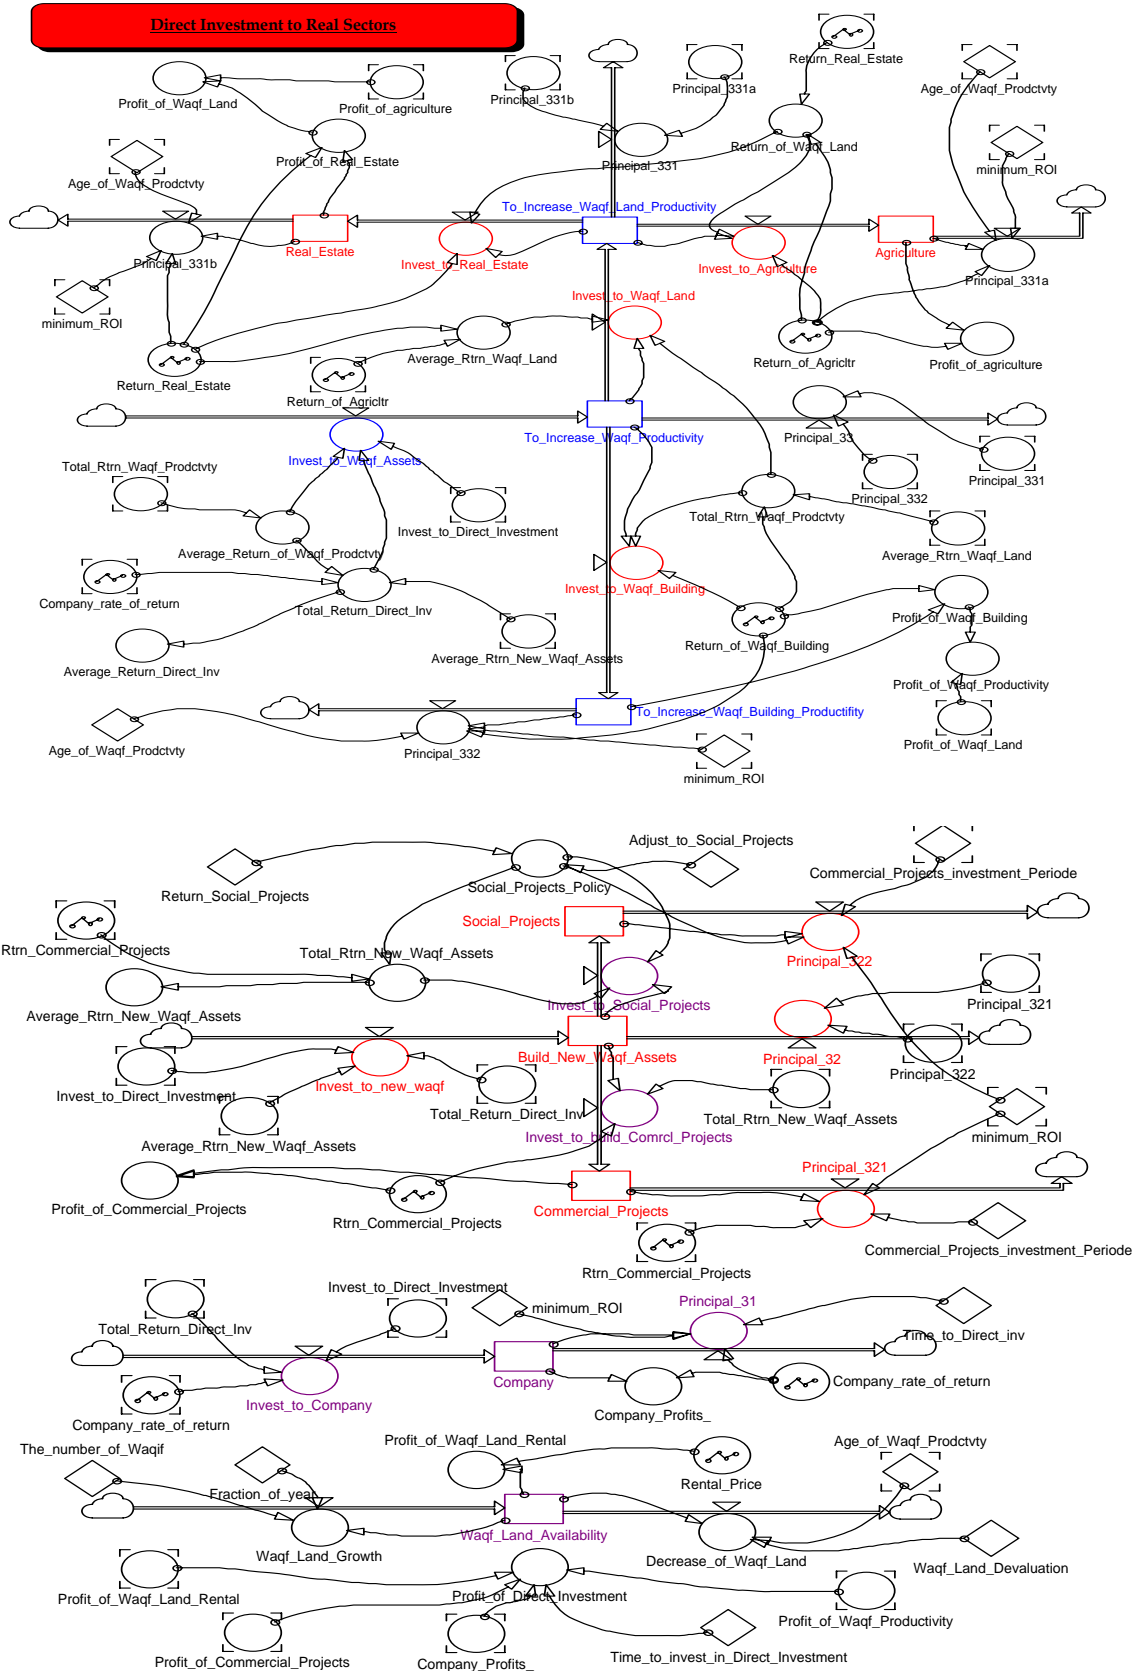 Direct Investment to Real Sectors
Return_Real_Estate
Profit_of_Waqf_Land
Profit_of_agriculture
Principal_331b
Principal_331a
Age_of_Waqf_Prodctvty
Profit_of_Real_Estate
Principal_331
Return_of_Waqf_Land
minimum_ROI
Age_of_Waqf_Prodctvty
To_Increase_Waqf_Land_Productivity
Real_Estate
Invest_to_Real_Estate
Invest_to_Agriculture
Agriculture
Principal_331b
Principal_331a
minimum_ROI
Invest_to_Waqf_Land
Return_Real_Estate
Average_Rtrn_Waqf_Land
Return_of_Agricltr
Profit_of_agriculture
Return_of_Agricltr
To_Increase_Waqf_Productivity
Principal_33
Invest_to_Waqf_Assets
Total_Rtrn_Waqf_Prodctvty
Principal_332
Principal_331
Invest_to_Direct_Investment
Total_Rtrn_Waqf_Prodctvty
Average_Return_of_Waqf_Prodctvty
Average_Rtrn_Waqf_Land
Company_rate_of_return
Total_Return_Direct_Inv
Invest_to_Waqf_Building
Profit_of_Waqf_Building
Return_of_Waqf_Building
Average_Return_Direct_Inv
Average_Rtrn_New_Waqf_Assets
Profit_of_Waqf_Productivity
To_Increase_Waqf_Building_Productifity
Age_of_Waqf_Prodctvty
Principal_332
Profit_of_Waqf_Land
minimum_ROI
Adjust_to_Social_Projects
Commercial_Projects_investment_Periode
Return_Social_Projects
Social_Projects_Policy
Social_Projects
Rtrn_Commercial_Projects
Total_Rtrn_New_Waqf_Assets
Principal_322
Average_Rtrn_New_Waqf_Assets
Invest_to_Social_Projects
Principal_321
Build_New_Waqf_Assets
Principal_32
Principal_322
Invest_to_Direct_Investment
Invest_to_new_waqf
Total_Return_Direct_Inv
Total_Rtrn_New_Waqf_Assets
Average_Rtrn_New_Waqf_Assets
Invest_to_build_Comrcl_Projects
minimum_ROI
Principal_321
Profit_of_Commercial_Projects
Rtrn_Commercial_Projects
Commercial_Projects
Commercial_Projects_investment_Periode
Rtrn_Commercial_Projects
Invest_to_Direct_Investment
Total_Return_Direct_Inv
minimum_ROI
Principal_31
Time_to_Direct_inv
Company
Company_rate_of_return
Company_rate_of_return
Invest_to_Company
Company_Profits_
The_number_of_Waqif
Profit_of_Waqf_Land_Rental
Age_of_Waqf_Prodctvty
Fraction_of_year
Rental_Price
Waqf_Land_Availability
Waqf_Land_Growth
Decrease_of_Waqf_Land
Waqf_Land_Devaluation
Profit_of_Waqf_Land_Rental
Profit_of_Direct_Investment
Profit_of_Waqf_Productivity
Profit_of_Commercial_Projects
Company_Profits_
Time_to_invest_in_Direct_Investment